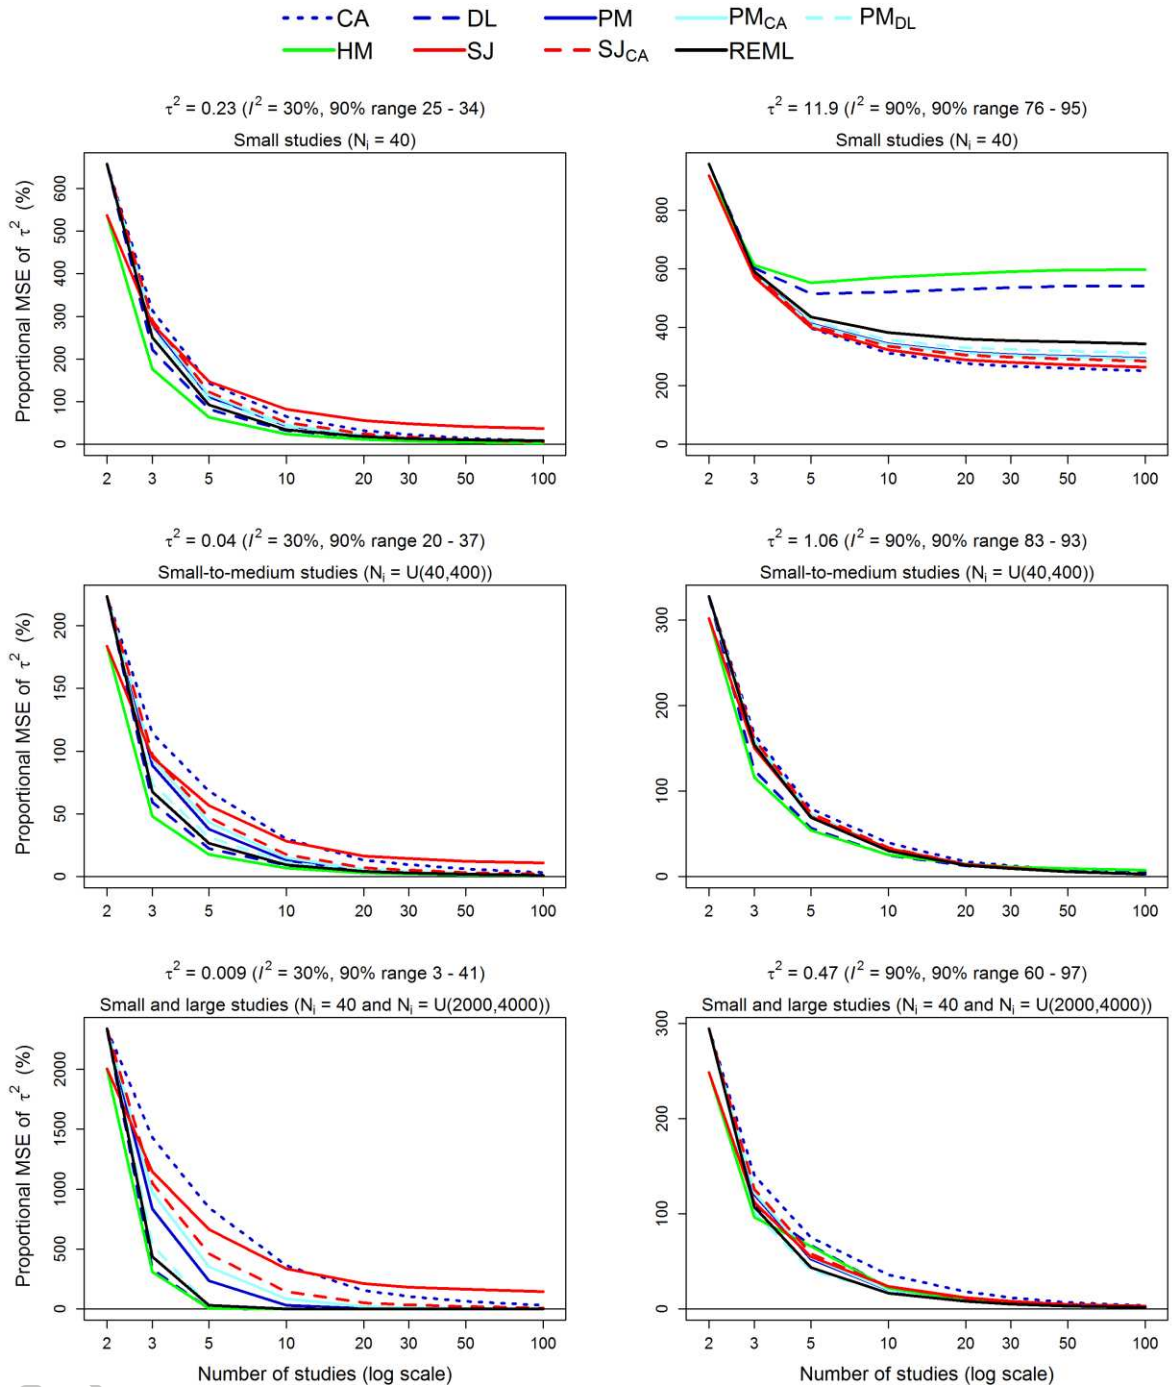 CA DL PM PM_CA PM_DL
HM SJ SJ_CA REML
τ² = 0.23 (I² = 30%, 90% range 25 - 34)
Small studies (Nᵢ = 40)
Proportional MSE of τ² (%)
600
500
400
300
200
100
0
2 3 5 10 20 30 50 100
τ² = 11.9 (I² = 90%, 90% range 76 - 95)
Small studies (Nᵢ = 40)
800
600
400
200
0
2 3 5 10 20 30 50 100
τ² = 0.04 (I² = 30%, 90% range 20 - 37)
Small-to-medium studies (Nᵢ = U(40,400))
Proportional MSE of τ² (%)
200
150
100
50
0
2 3 5 10 20 30 50 100
τ² = 1.06 (I² = 90%, 90% range 83 - 93)
Small-to-medium studies (Nᵢ = U(40,400))
300
200
100
0
2 3 5 10 20 30 50 100
τ² = 0.009 (I² = 30%, 90% range 3 - 41)
Small and large studies (Nᵢ = 40 and Nᵢ = U(2000,4000))
Proportional MSE of τ² (%)
2000
1500
1000
500
0
2 3 5 10 20 30 50 100
Number of studies (log scale)
τ² = 0.47 (I² = 90%, 90% range 60 - 97)
Small and large studies (Nᵢ = 40 and Nᵢ = U(2000,4000))
300
200
100
0
2 3 5 10 20 30 50 100
Number of studies (log scale)